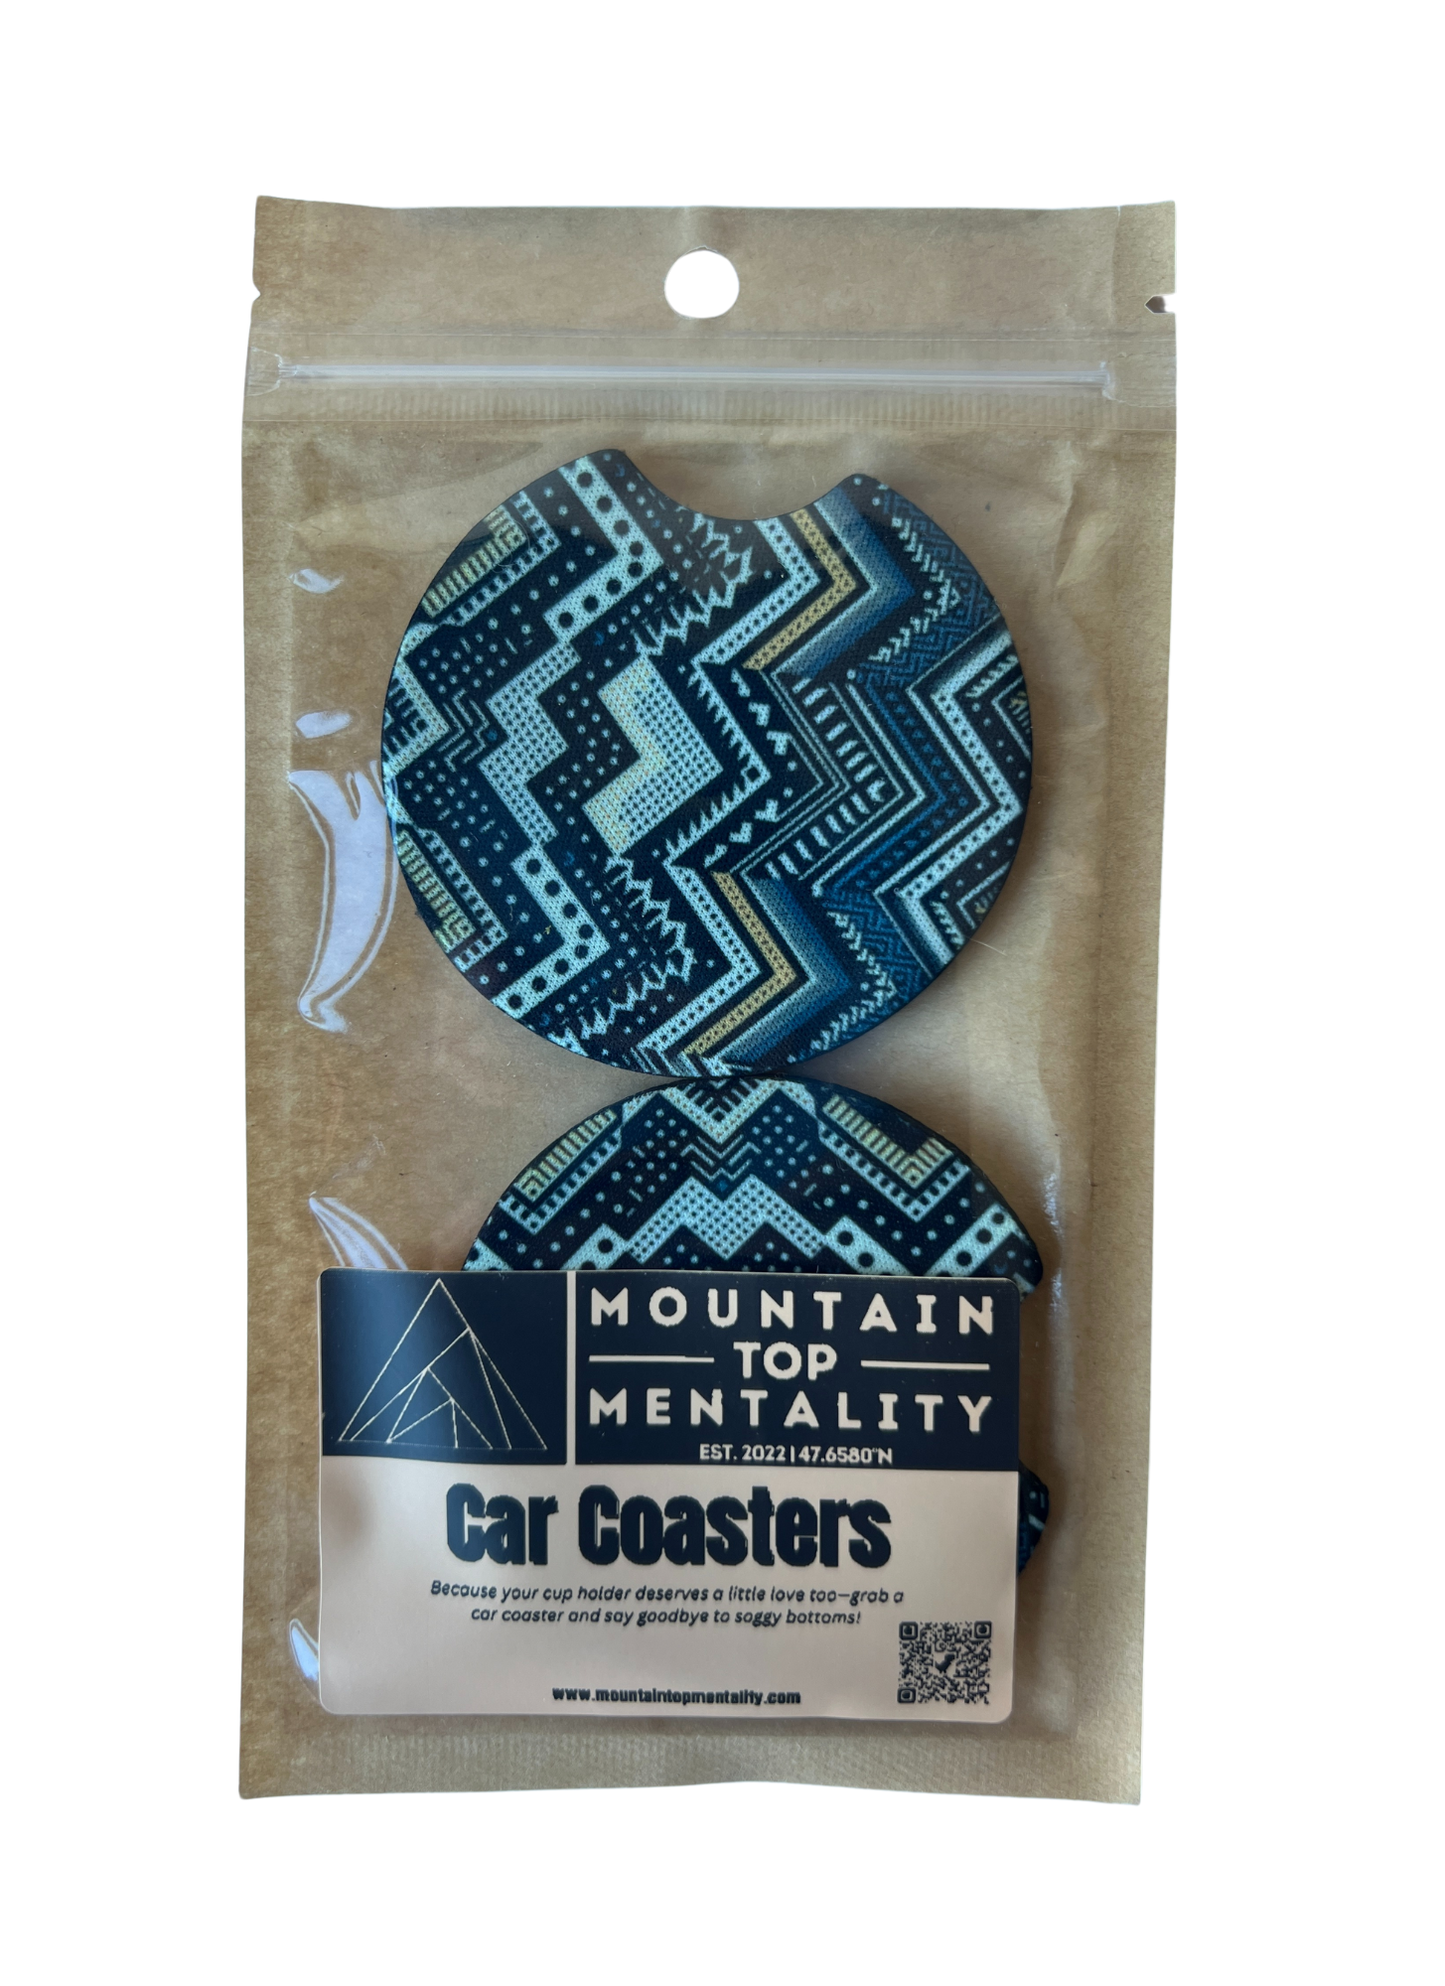 MOUNTAIN
TOP
MENTALITY
EST. 2022 | 47.6580°N
Car Coasters
Because your cup holder deserves a little love too—grab a
car coaster and say goodbye to soggy bottoms!
www.mountaintopmentality.com